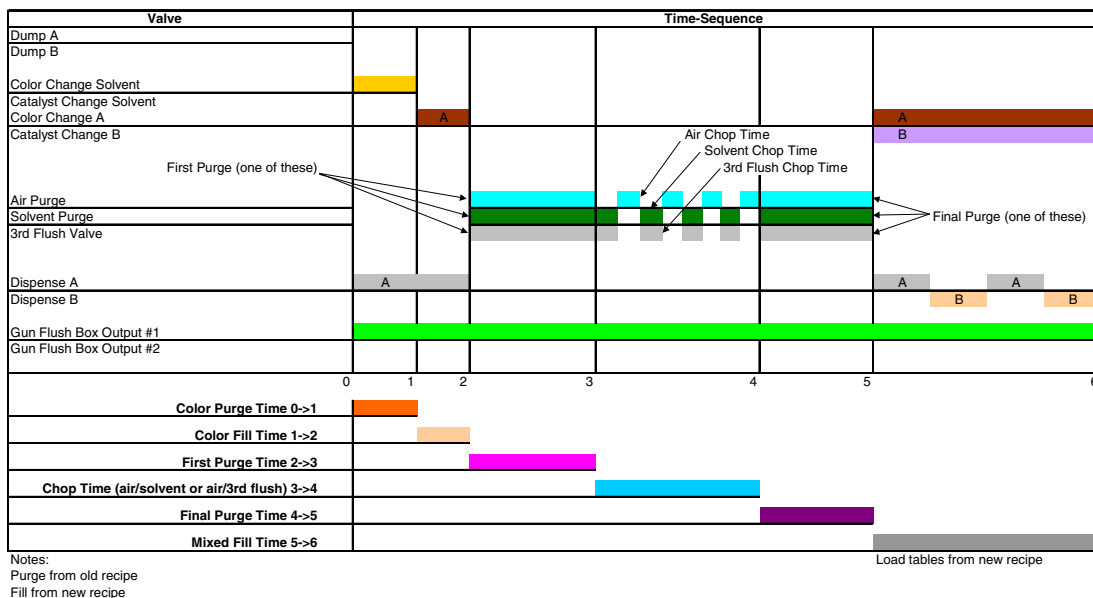 Valve Time-Sequence
Dump A
Dump B
Color Change Solvent
Catalyst Change Solvent
Color Change A A A
Catalyst Change B B
Air Chop Time
Solvent Chop Time
First Purge (one of these) 3rd Flush Chop Time
Air Purge
Solvent Purge Final Purge (one of these)
3rd Flush Valve
Dispense A A A A
Dispense B B B
Gun Flush Box Output #1
Gun Flush Box Output #2
0 1 2 3 4 5 6
Color Purge Time 0->1
Color Fill Time 1->2
First Purge Time 2->3
Chop Time (air/solvent or air/3rd flush) 3->4
Final Purge Time 4->5
Mixed Fill Time 5->6
Notes: Load tables from new recipe
Purge from old recipe
Fill from new recipe